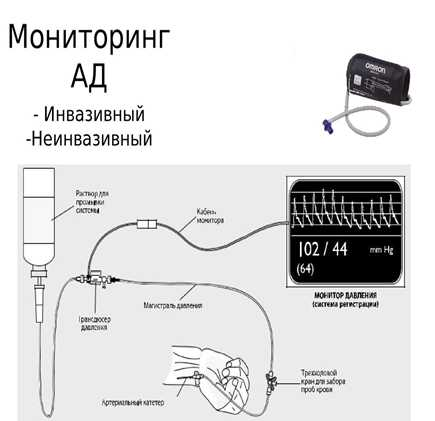 Мониторинг
АД
- Инвазивный
-Неинвазивный
OMRON
Раствор для
промывки
системы
Кабель
монитора
102 / 44
mm Hg
(64)
МОНИТОР ДАВЛЕНИЯ
(система регистрации)
Трансдюсер
давления
Магистраль давления
Трехходовой
кран для забора
проб крови
Артериальный катетер